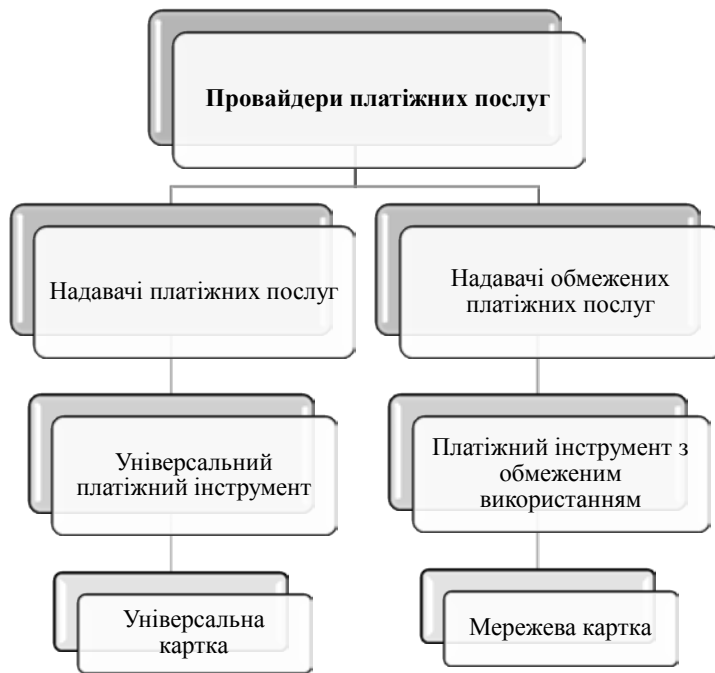 Провайдери платіжних послуг
Надавачі платіжних послуг
Надавачі обмежених
платіжних послуг
Універсальний
платіжний інструмент
Платіжний інструмент з
обмеженим
використанням
Універсальна
картка
Мережева картка